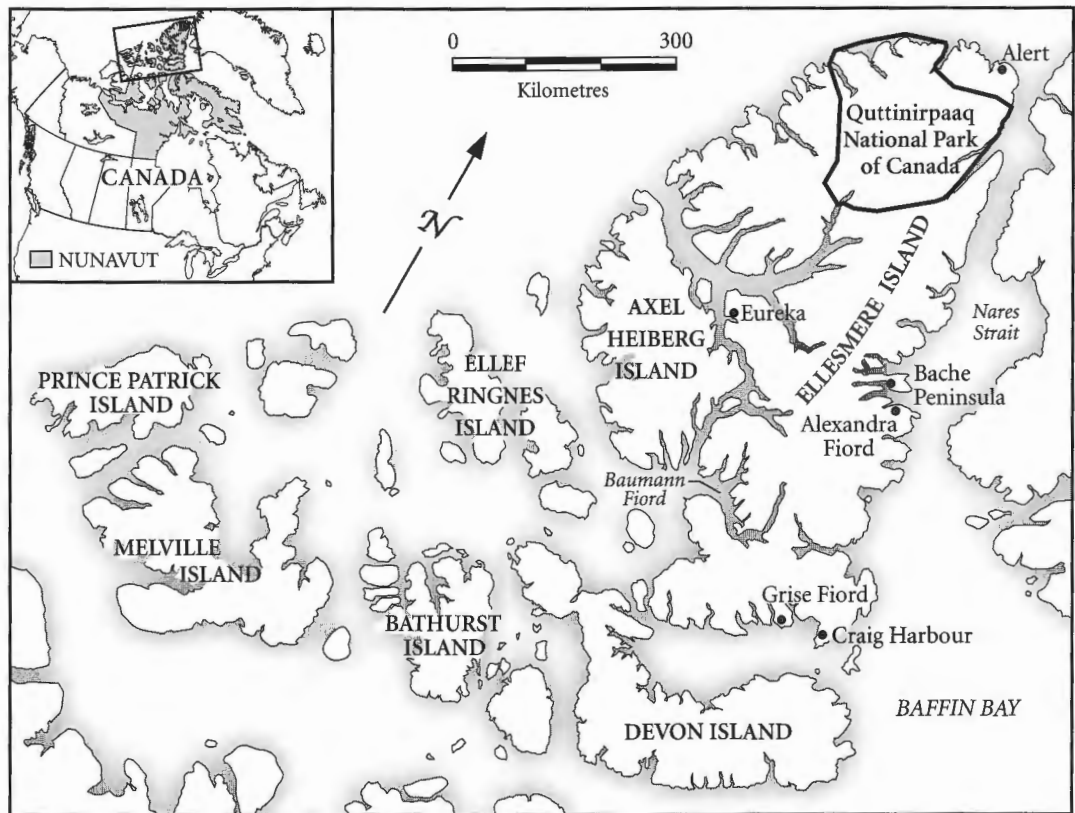 CANADA
NUNAVUT
0 300
Kilometres
N
Alert
Quttinirpaaq
National Park
of Canada
ELLESMERE ISLAND
Nares
Strait
AXEL
HEIBERG
ISLAND
Eureka
ELLEF
RINGNES
ISLAND
PRINCE PATRICK
ISLAND
Bache
Peninsula
Alexandra
Fiord
Baumann
Fiord
MELVILLE
ISLAND
BATHURST
ISLAND
Grise Fiord
Craig Harbour
DEVON ISLAND
BAFFIN BAY